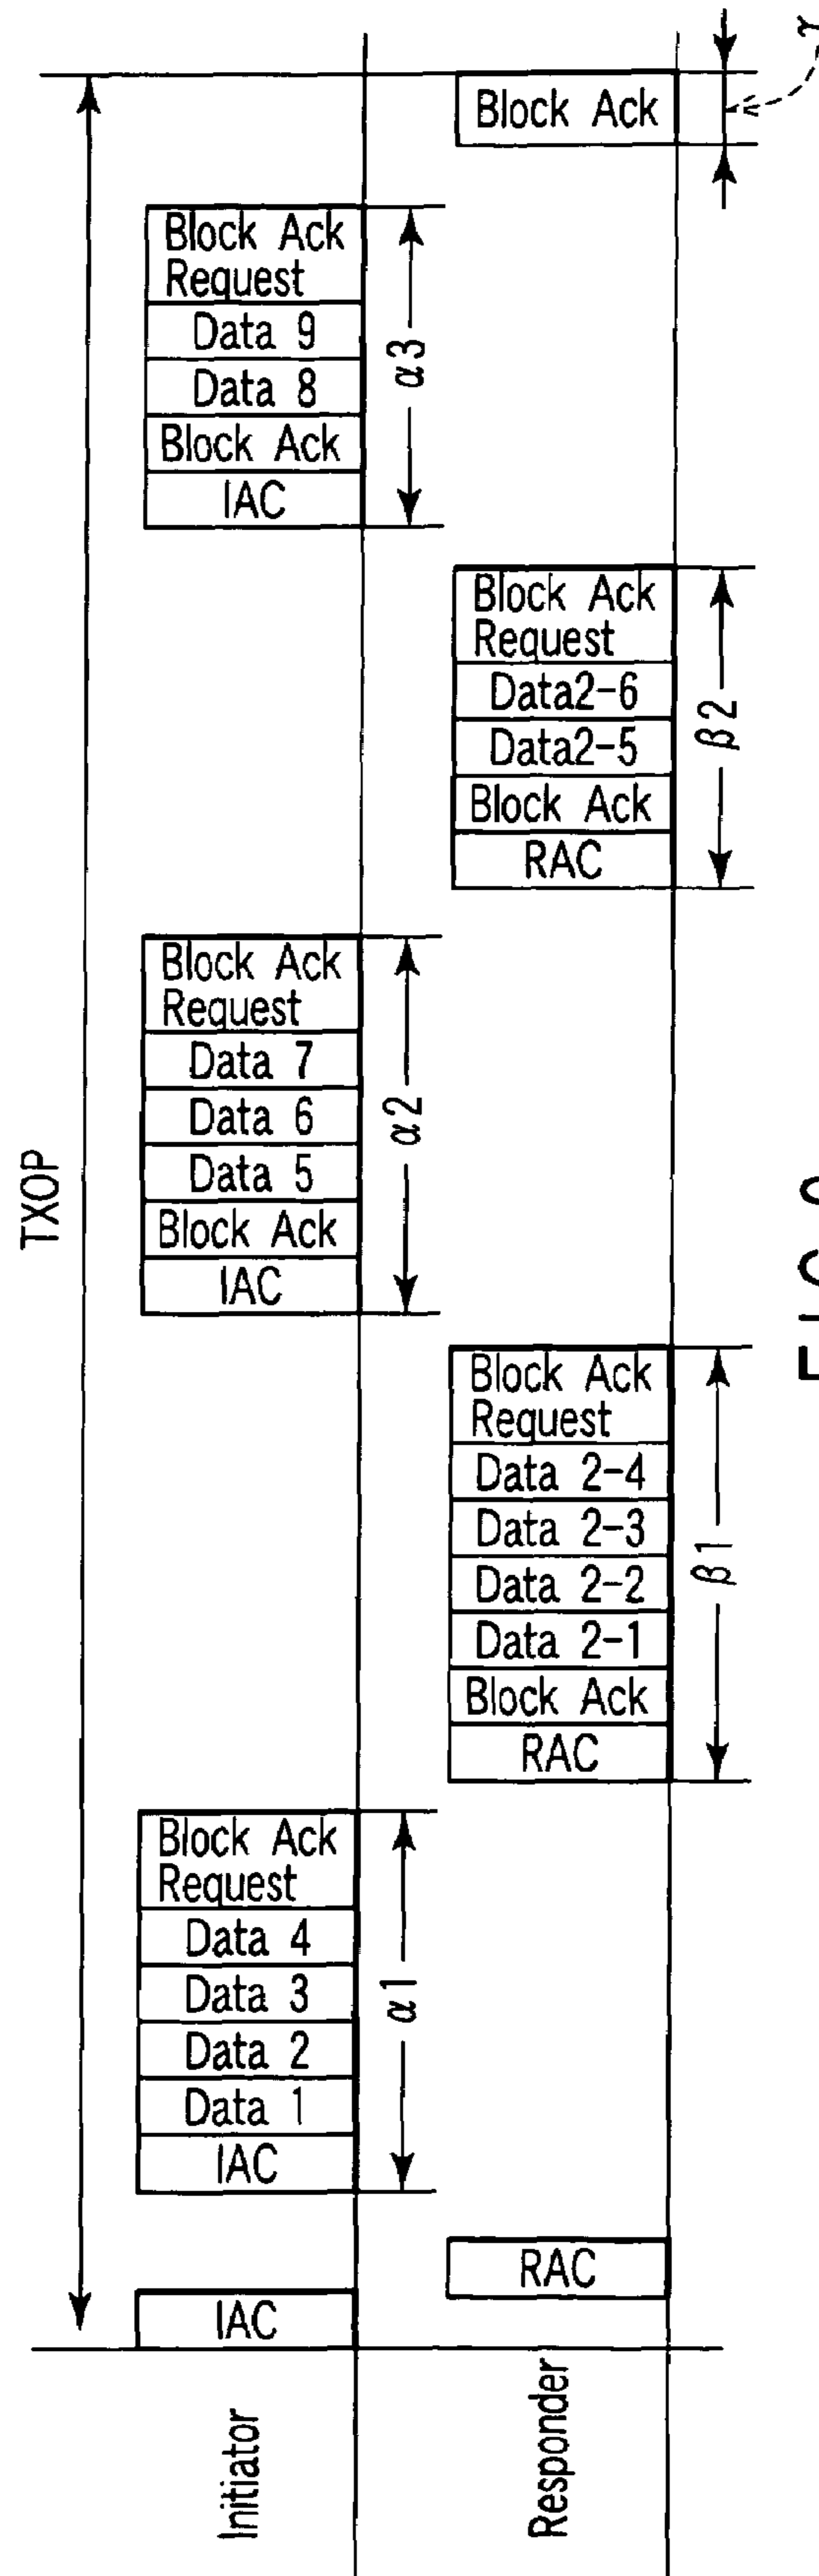 TXOP
Block Ack
γ
Block Ack
Request
Data 9
Data 8
Block Ack
IAC
α3
Block Ack
Request
Data2-6
Data2-5
Block Ack
RAC
β2
Block Ack
Request
Data 7
Data 6
Data 5
Block Ack
IAC
α2
Block Ack
Request
Data 2-4
Data 2-3
Data 2-2
Data 2-1
Block Ack
RAC
β1
Block Ack
Request
Data 4
Data 3
Data 2
Data 1
IAC
α1
RAC
IAC
Initiator
Responder